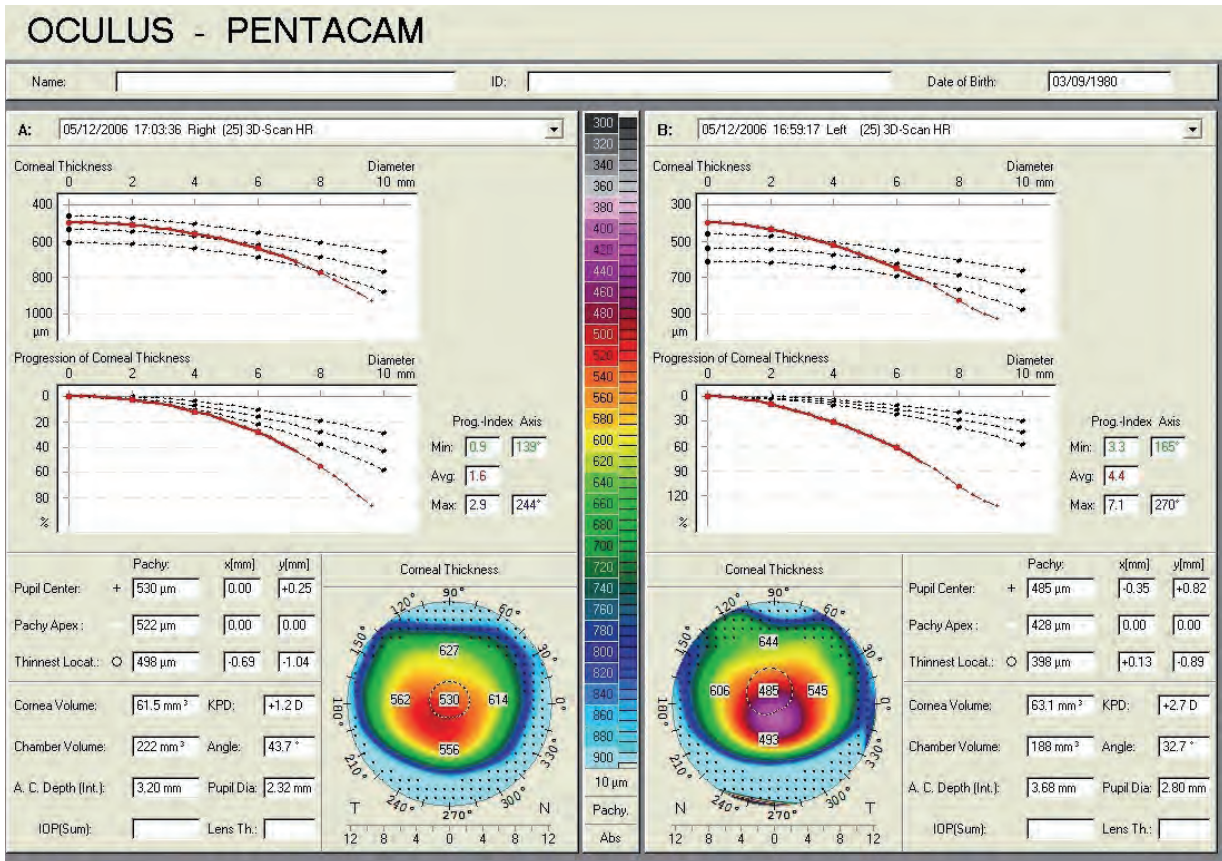 OCULUS - PENTACAM
Name: ID: Date of Birth: 03/09/1980
A: 05/12/2006 17:03:36 Right (25) 3D-Scan HR
Corneal Thickness Diameter
0 2 4 6 8 10 mm
400
600
800
1000
µm
Progression of Corneal Thickness Diameter
0 2 4 6 8 10 mm
0
20
40
60
80
%
Prog.-Index Axis
Min: 0.9 139°
Avg: 1.6
Max: 2.9 244°
Pachy: x[mm] y[mm]
Pupil Center: + 530 µm 0.00 +0.25
Pachy Apex : 522 µm 0.00 0.00
Thinnest Locat.: O 498 µm -0.69 -1.04
Cornea Volume: 61.5 mm³ KPD: +1.2 D
Chamber Volume: 222 mm³ Angle: 43.7 °
A. C. Depth (Int.): 3.20 mm Pupil Dia: 2.32 mm
IOP(Sum): Lens Th.:
Corneal Thickness
120° 90° 60°
150°
627
562 530 614
180° 0°
556
210°
240° 270° 300°
T N
12 8 4 0 4 8 12
300
320
340
360
380
400
420
440
460
480
500
520
540
560
580
600
620
640
660
680
700
720
740
760
780
800
820
840
860
880
900
10 µm
Pachy.
Abs
B: 05/12/2006 16:59:17 Left (25) 3D-Scan HR
Corneal Thickness Diameter
0 2 4 6 8 10 mm
300
500
700
900
µm
Progression of Corneal Thickness Diameter
0 2 4 6 8 10 mm
0
30
60
90
120
%
Prog.-Index Axis
Min: 3.3 165°
Avg: 4.4
Max: 7.1 270°
Corneal Thickness
120° 90° 60°
150°
644
606 485 545
180° 0°
493
210°
240° 270° 300°
N T
12 8 4 0 4 8 12
Pachy: x[mm] y[mm]
Pupil Center: + 485 µm -0.35 +0.82
Pachy Apex : 428 µm 0.00 0.00
Thinnest Locat.: O 398 µm +0.13 -0.89
Cornea Volume: 63.1 mm³ KPD: +2.7 D
Chamber Volume: 188 mm³ Angle: 32.7 °
A. C. Depth (Int.): 3.68 mm Pupil Dia: 2.80 mm
IOP(Sum): Lens Th.: